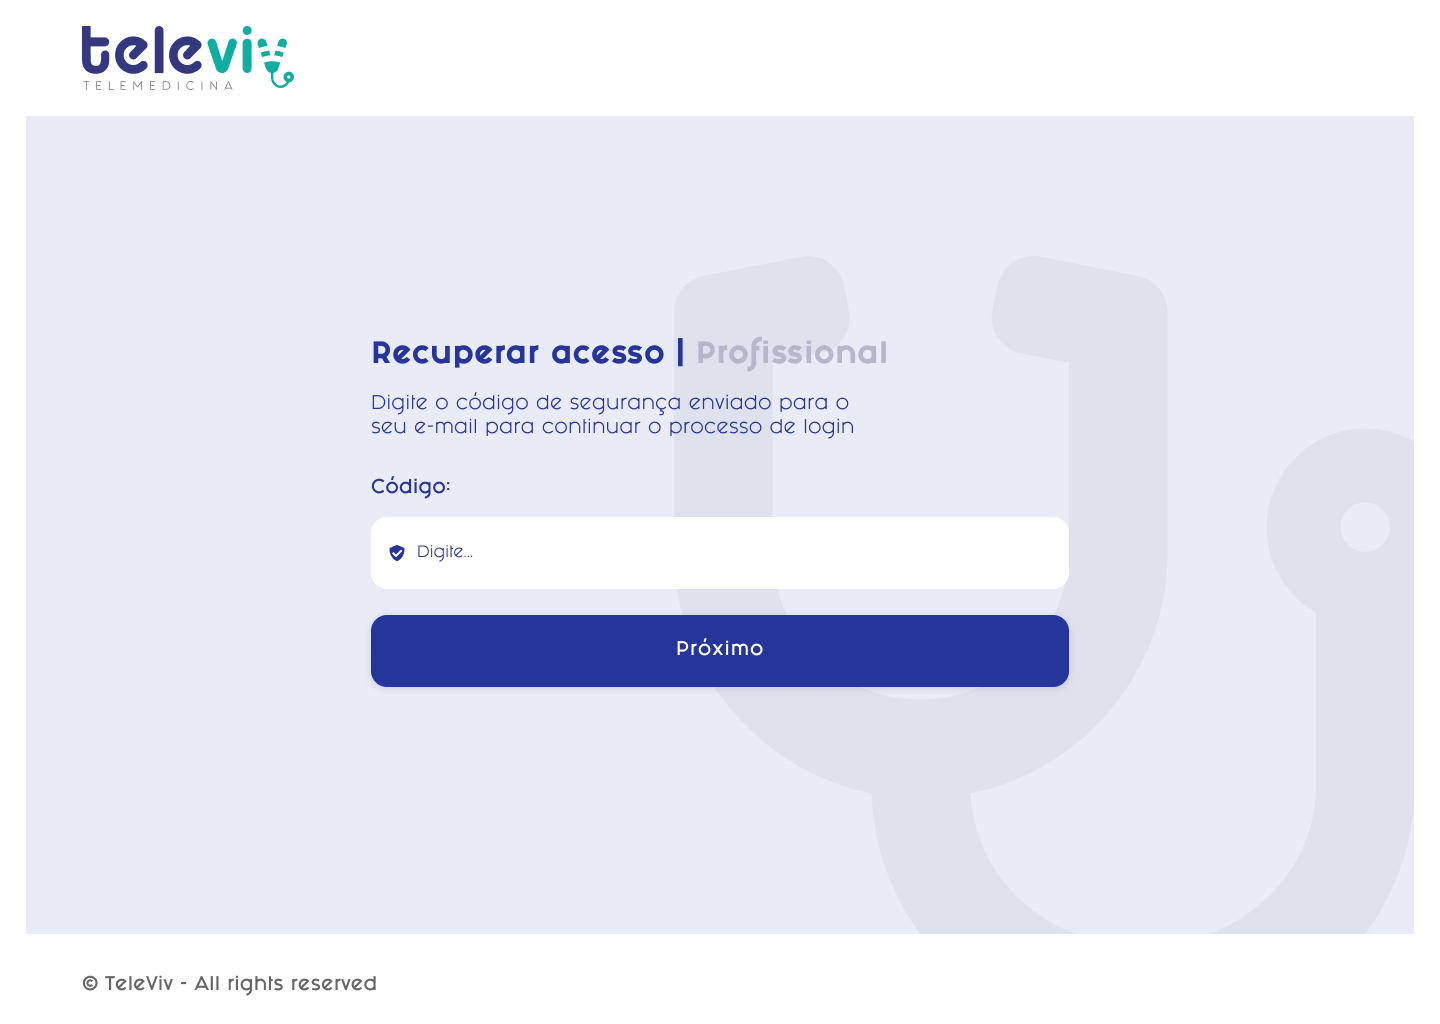 televiv
TELEMEDICINA
Recuperar acesso | Profissional
Digite o código de segurança enviado para o
seu e-mail para continuar o processo de login
Código:
Digite...
Próximo
© TeleViv - All rights reserved